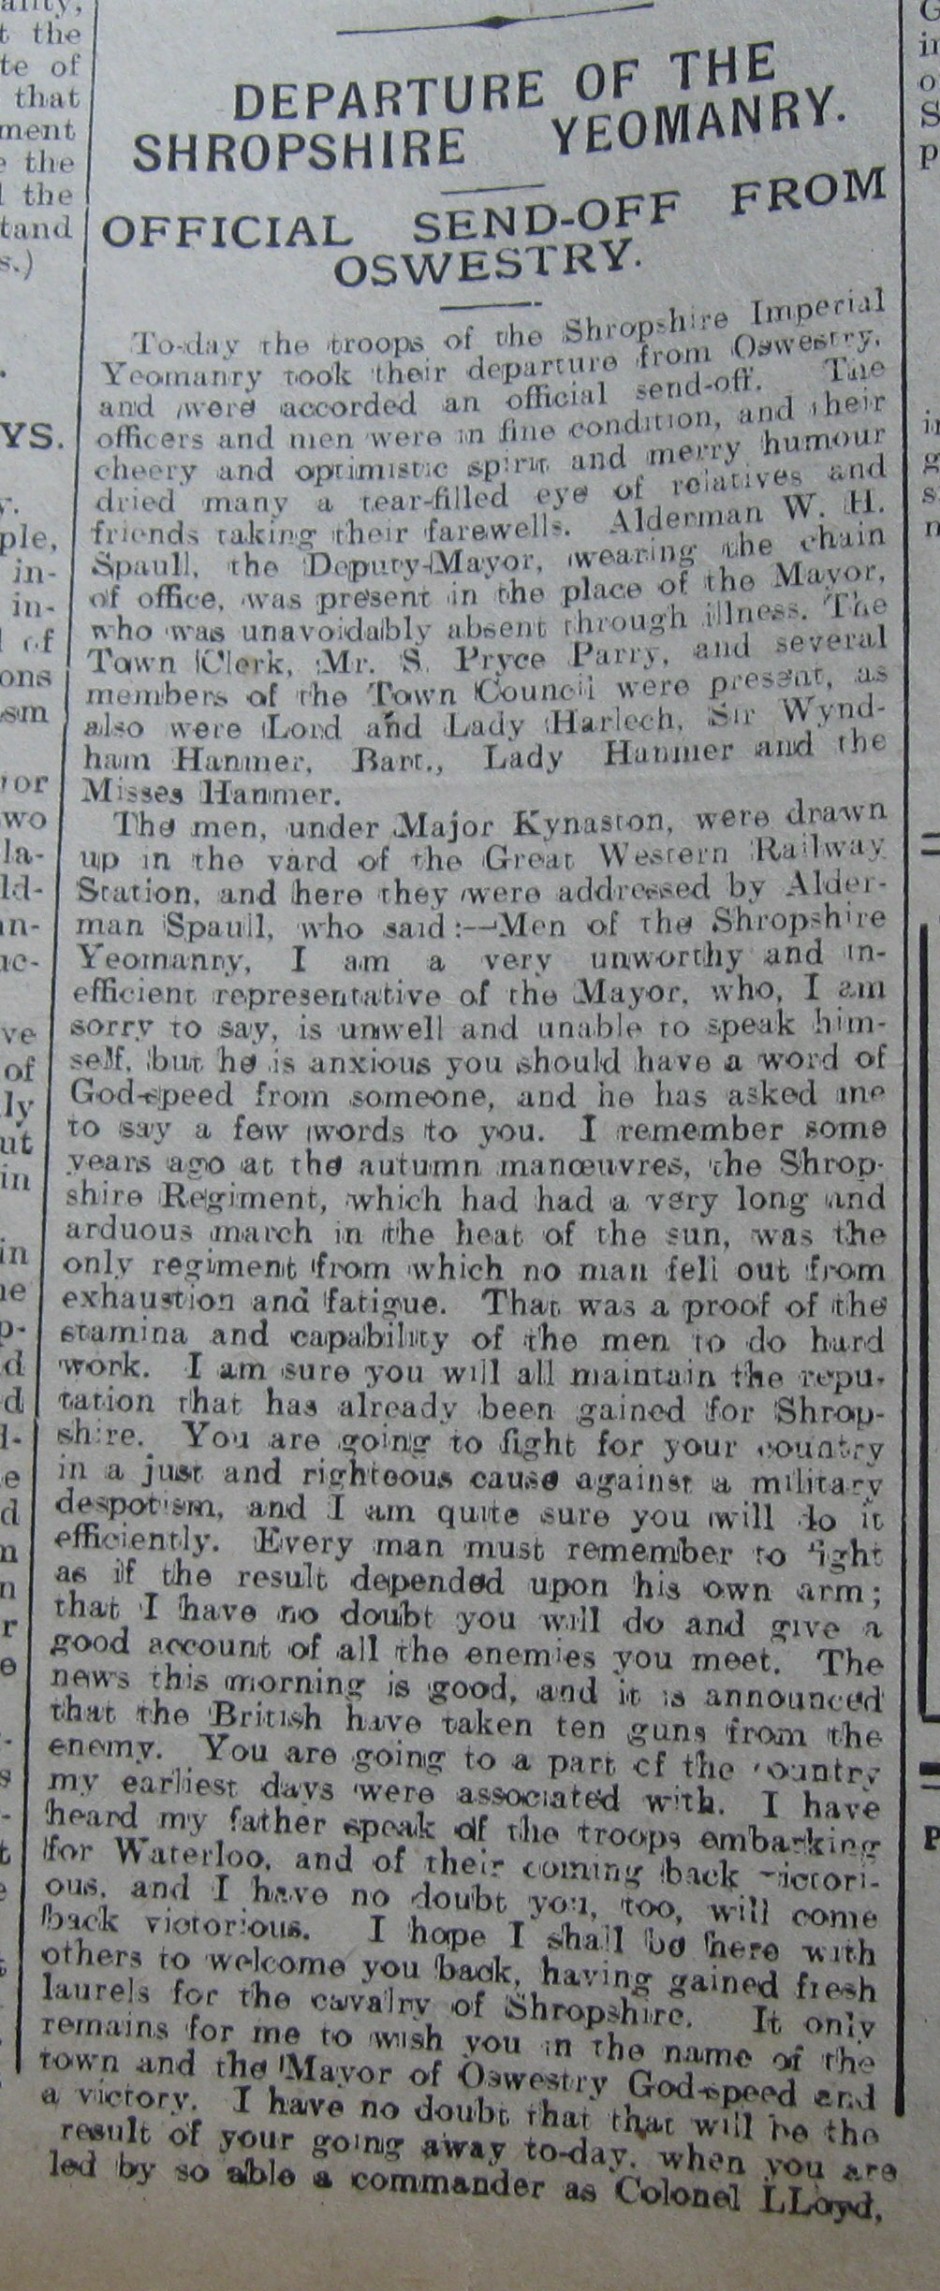 DEPARTURE OF THE
SHROPSHIRE YEOMANRY.
OFFICIAL SEND-OFF FROM
OSWESTRY.
To-day the troops of the Shropshire Imperial
Yeomanry took their departure from Oswestry,
and were accorded an official send-off. The
officers and men were in fine condition, and their
cheery and optimistic spirit and merry humour
dried many a tear-filled eye of relatives and
friends taking their farewells. Alderman W. H.
Spaull, the Deputy-Mayor, wearing the chain
of office, was present in the place of the Mayor,
who was unavoidably absent through illness. The
Town Clerk, Mr. S. Pryce Parry, and several
members of the Town Council were present, as
also were Lord and Lady Harlech, Sir Wynd-
ham Hanmer, Bart., Lady Hanmer and the
Misses Hanmer.
The men, under Major Kynaston, were drawn
up in the yard of the Great Western Railway
Station, and here they were addressed by Alder-
man Spaull, who said:—Men of the Shropshire
Yeomanry, I am a very unworthy and in-
efficient representative of the Mayor, who, I am
sorry to say, is unwell and unable to speak him-
self, but he is anxious you should have a word of
God-speed from someone, and he has asked me
to say a few words to you. I remember some
years ago at the autumn manœuvres, the Shrop-
shire Regiment, which had had a very long and
arduous march in the heat of the sun, was the
only regiment from which no man fell out from
exhaustion and fatigue. That was a proof of the
stamina and capability of the men to do hard
work. I am sure you will all maintain the repu-
tation that has already been gained for Shrop-
shire. You are going to fight for your country
in a just and righteous cause against a military
despotism, and I am quite sure you will do it
efficiently. Every man must remember to fight
as if the result depended upon his own arm;
that I have no doubt you will do and give a
good account of all the enemies you meet. The
news this morning is good, and it is announced
that the British have taken ten guns from the
enemy. You are going to a part of the country
my earliest days were associated with. I have
heard my father speak of the troops embarking
for Waterloo, and of their coming back victori-
ous, and I have no doubt you, too, will come
back victorious. I hope I shall be here with
others to welcome you back, having gained fresh
laurels for the cavalry of Shropshire. It only
remains for me to wish you in the name of the
town and the Mayor of Oswestry God-speed and
a victory. I have no doubt that that will be the
result of your going away to-day, when you are
led by so able a commander as Colonel LLoyd,